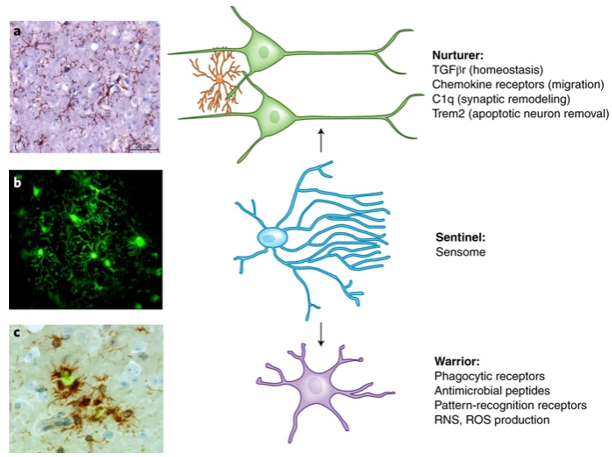 a
Nurturer:
TGFβr (homeostasis)
Chemokine receptors (migration)
C1q (synaptic remodeling)
Trem2 (apoptotic neuron removal)
b
Sentinel:
Sensome
c
Warrior:
Phagocytic receptors
Antimicrobial peptides
Pattern-recognition receptors
RNS, ROS production